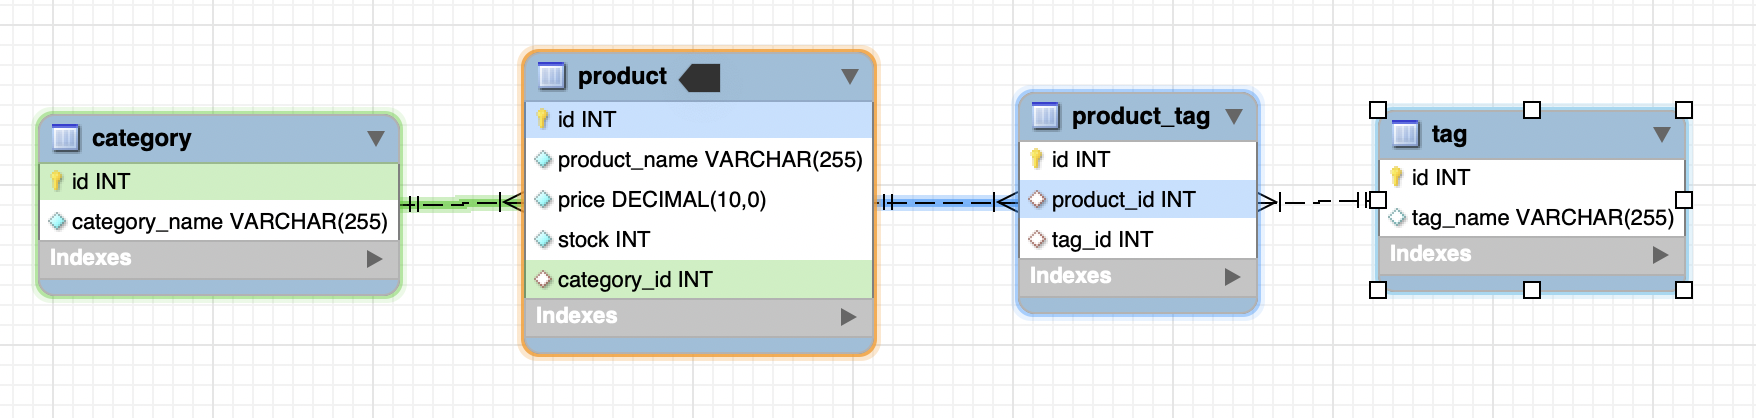 category
id INT
category_name VARCHAR(255)
Indexes
product
id INT
product_name VARCHAR(255)
price DECIMAL(10,0)
stock INT
category_id INT
Indexes
product_tag
id INT
product_id INT
tag_id INT
Indexes
tag
id INT
tag_name VARCHAR(255)
Indexes